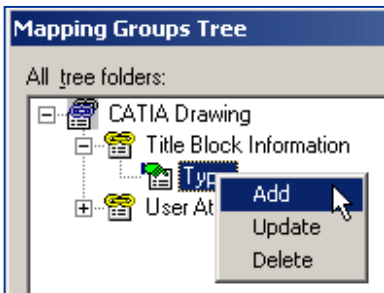 Mapping Groups Tree
All tree folders:
CATIA Drawing
Title Block Information
Typ
Add
User At
Update
Delete